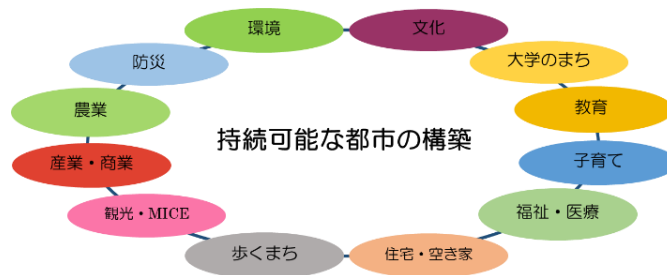 環境
文化
防災
大学のまち
農業
教育
持続可能な都市の構築
産業・商業
子育て
観光・MICE
福祉・医療
歩くまち
住宅・空き家